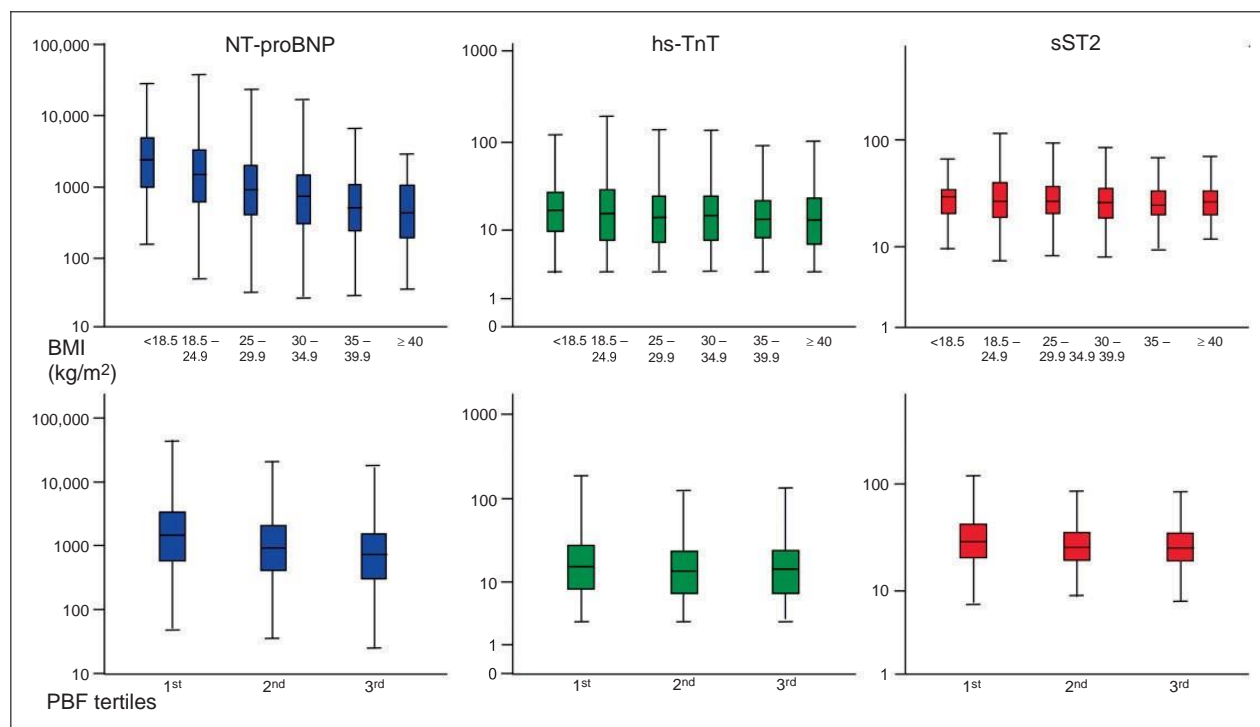 NT-proBNP
100,000
10,000
1000
100
10
<18.5 18.5 – 25 – 30 – 35 – ≥ 40
24.9 29.9 34.9 39.9
BMI
(kg/m2)
hs-TnT
1000
100
10
1
0
<18.5 18.5 – 25 – 30 – 35 – ≥ 40
24.9 29.9 34.9 39.9
sST2
100
10
1
<18.5 18.5 – 25 – 30 – 35 – ≥ 40
24.9 29.9 34.9 39.9
100,000
10,000
1000
100
10
1st 2nd 3rd
PBF tertiles
1000
100
10
1
0
1st 2nd 3rd
100
10
1
1st 2nd 3rd